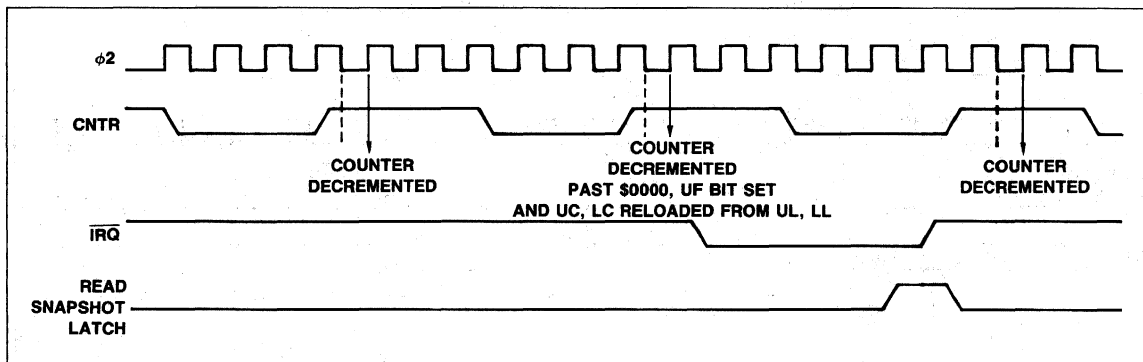 φ2
CNTR
COUNTER
DECREMENTED
COUNTER
DECREMENTED
PAST $0000, UF BIT SET
AND UC, LC RELOADED FROM UL, LL
COUNTER
DECREMENTED
IRQ
READ
SNAPSHOT
LATCH